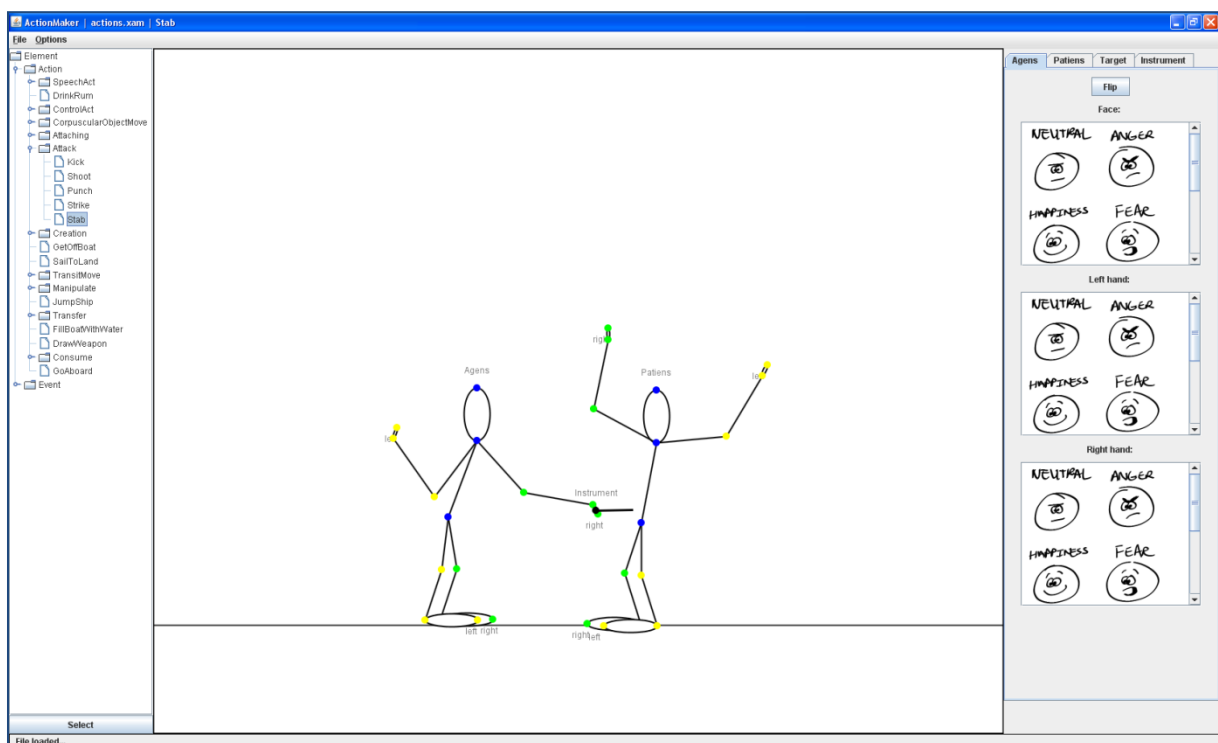 ActionMaker | actions.xam | Stab
File Options
Element
Action
SpeechAct
DrinkRum
ControlAct
CorpuscularObjectMove
Attaching
Attack
Kick
Shoot
Punch
Strike
Stab
Creation
GetOffBoat
SailToLand
TransitMove
Manipulate
JumpShip
Transfer
FillBoatWithWater
DrawWeapon
Consume
GoAboard
Event
Select
File loaded...
Agens
Patiens
right
left
le
le
Instrument
right
left right
right
left
Agens Patiens Target Instrument
Flip
Face:
NEUTRAL ANGER
HAPPINESS FEAR
Left hand:
NEUTRAL ANGER
HAPPINESS FEAR
Right hand:
NEUTRAL ANGER
HAPPINESS FEAR